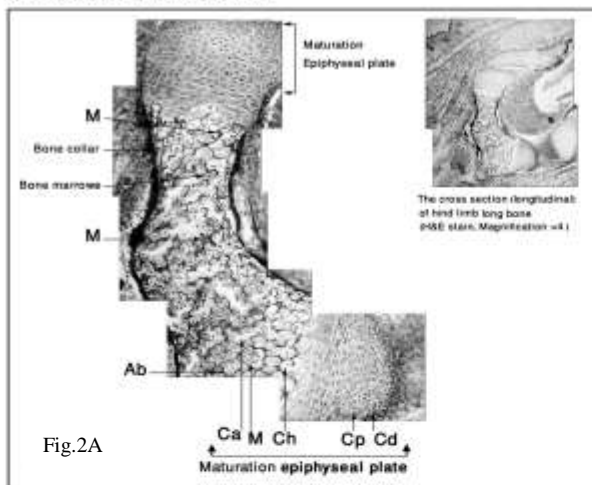 Maturation
Epiphyseal plate
M
Bone collar
Bone marrowe
M
The cross section (longitudinal)
of hind limb long bone
(H&E stain, Magnification ×4)
Ab
Ca M Ch Cp Cd
Fig.2A
Maturation epiphyseal plate